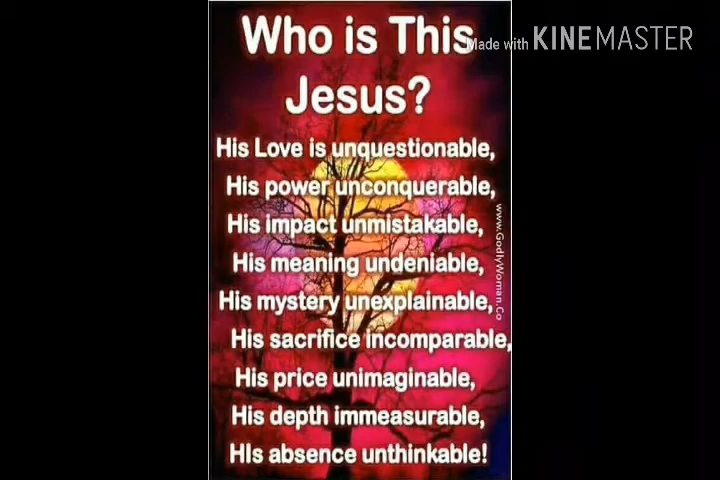 Who is This
Jesus?
Made with KINEMASTER
His Love is unquestionable,
His power unconquerable,
His impact unmistakable,
His meaning undeniable,
His mystery unexplainable,
His sacrifice incomparable,
His price unimaginable,
His depth immeasurable,
HIs absence unthinkable!
www.GodlyWoman.Co